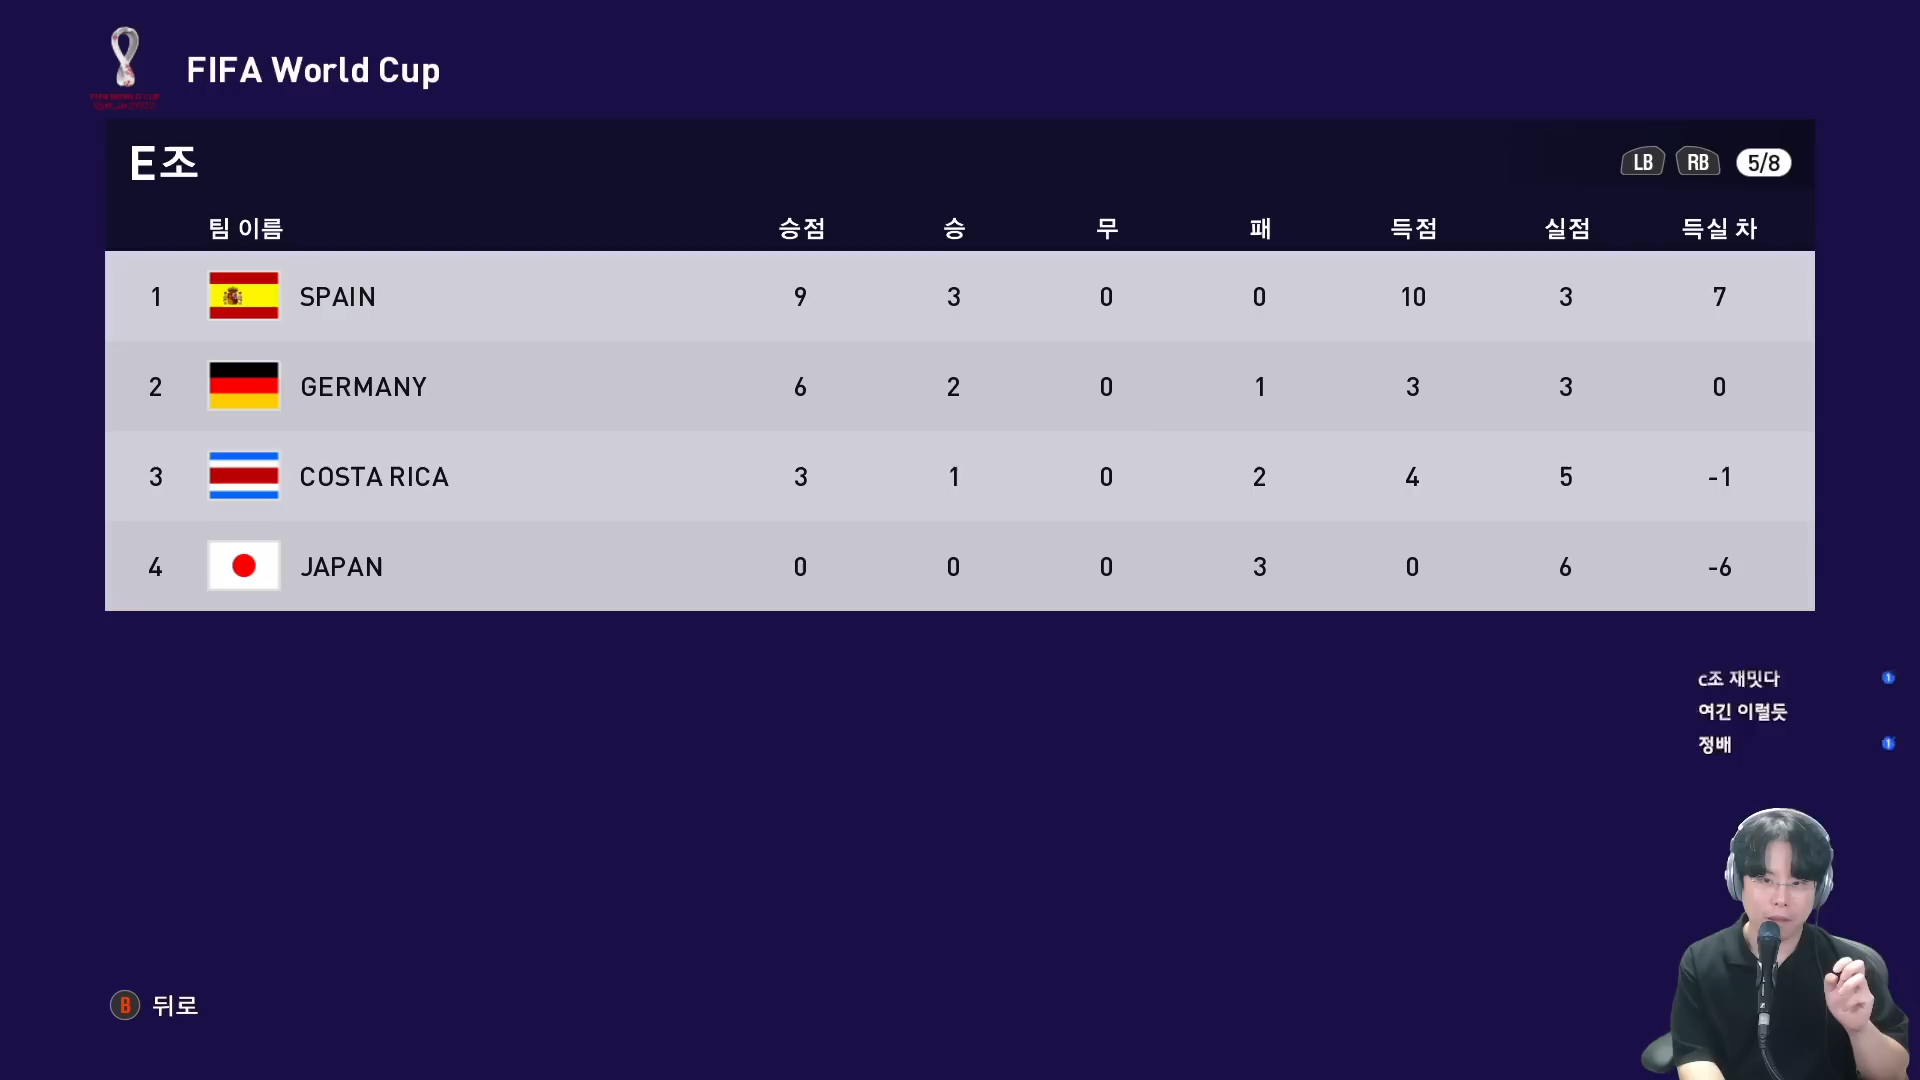 FIFA World Cup
E조
LB RB 5/8
팀 이름 승점 승 무 패 득점 실점 득실 차
1 SPAIN 9 3 0 0 10 3 7
2 GERMANY 6 2 0 1 3 3 0
3 COSTA RICA 3 1 0 2 4 5 -1
4 JAPAN 0 0 0 3 0 6 -6
c조 재밋다 1
여긴 이럴듯
정배 1
B 뒤로